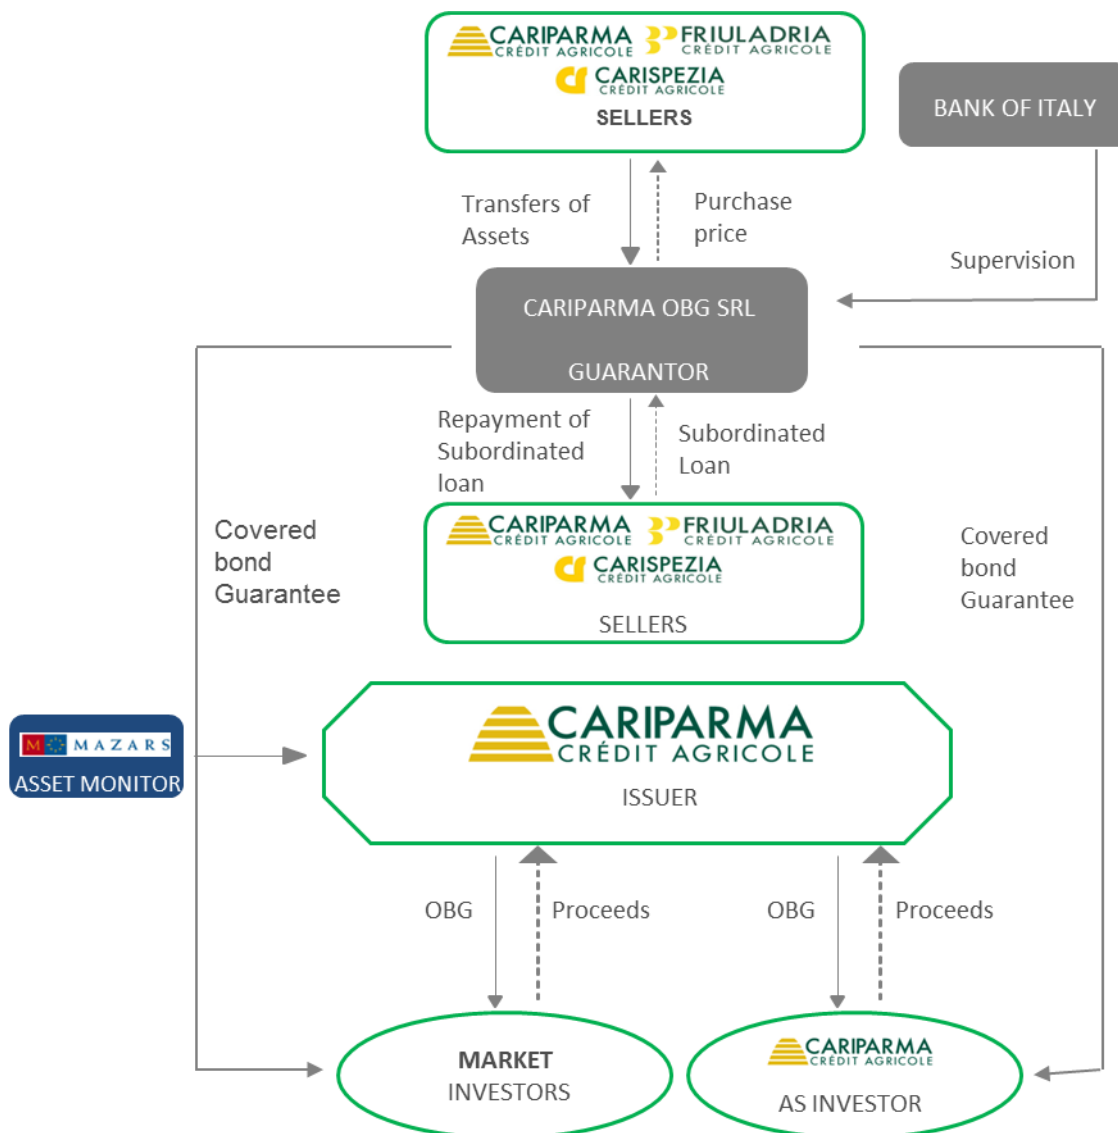 CARIPARMA
CRÉDIT AGRICOLE
FRIULADRIA
CRÉDIT AGRICOLE
CARISPEZIA
CRÉDIT AGRICOLE
SELLERS
BANK OF ITALY
Transfers of
Assets
Purchase
price
Supervision
CARIPARMA OBG SRL
GUARANTOR
Repayment of
Subordinated
loan
Subordinated
Loan
CARIPARMA
CRÉDIT AGRICOLE
FRIULADRIA
CRÉDIT AGRICOLE
CARISPEZIA
CRÉDIT AGRICOLE
SELLERS
Covered
bond
Guarantee
Covered
bond
Guarantee
M MAZARS
ASSET MONITOR
CARIPARMA
CRÉDIT AGRICOLE
ISSUER
OBG
Proceeds
OBG
Proceeds
MARKET
INVESTORS
CARIPARMA
CRÉDIT AGRICOLE
AS INVESTOR